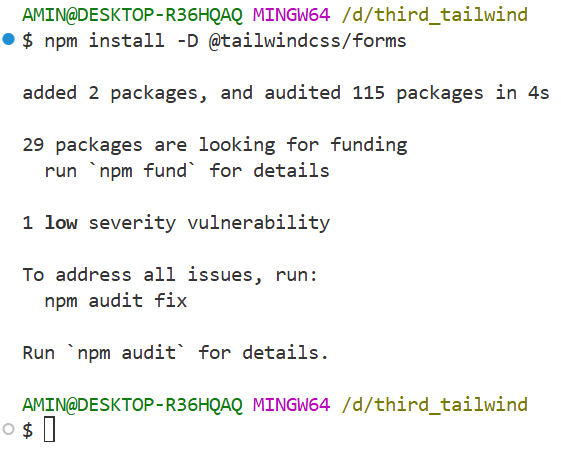 AMIN@DESKTOP-R36HQAQ MINGW64 /d/third_tailwind
$ npm install -D @tailwindcss/forms
added 2 packages, and audited 115 packages in 4s
29 packages are looking for funding
  run `npm fund` for details
1 low severity vulnerability
To address all issues, run:
  npm audit fix
Run `npm audit` for details.
AMIN@DESKTOP-R36HQAQ MINGW64 /d/third_tailwind
$